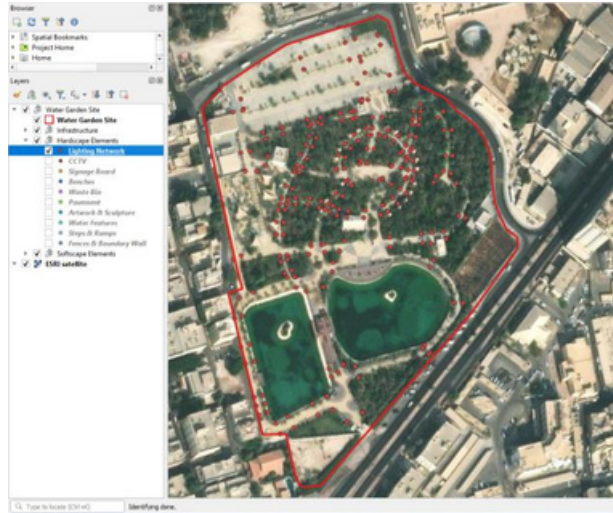 Browser
Spatial Bookmarks
Project Home
Home
Layers
Water Garden Site
Water Garden Site
Infrastructure
Hardscape Elements
Lighting Network
CCTV
Signage Board
Benches
Waste Bin
Pavement
Artwork & Sculpture
Water Features
Steps & Ramps
Fences & Boundary Wall
Softscape Elements
ESRI satellite
Type to locate (Ctrl+K)
Identifying done.